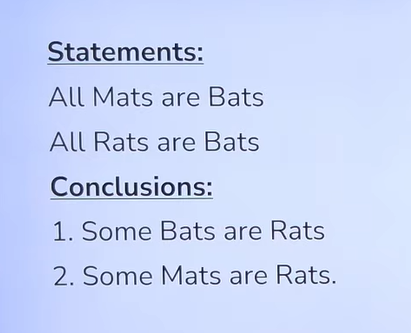 Statements:
All Mats are Bats
All Rats are Bats
Conclusions:
1. Some Bats are Rats
2. Some Mats are Rats.